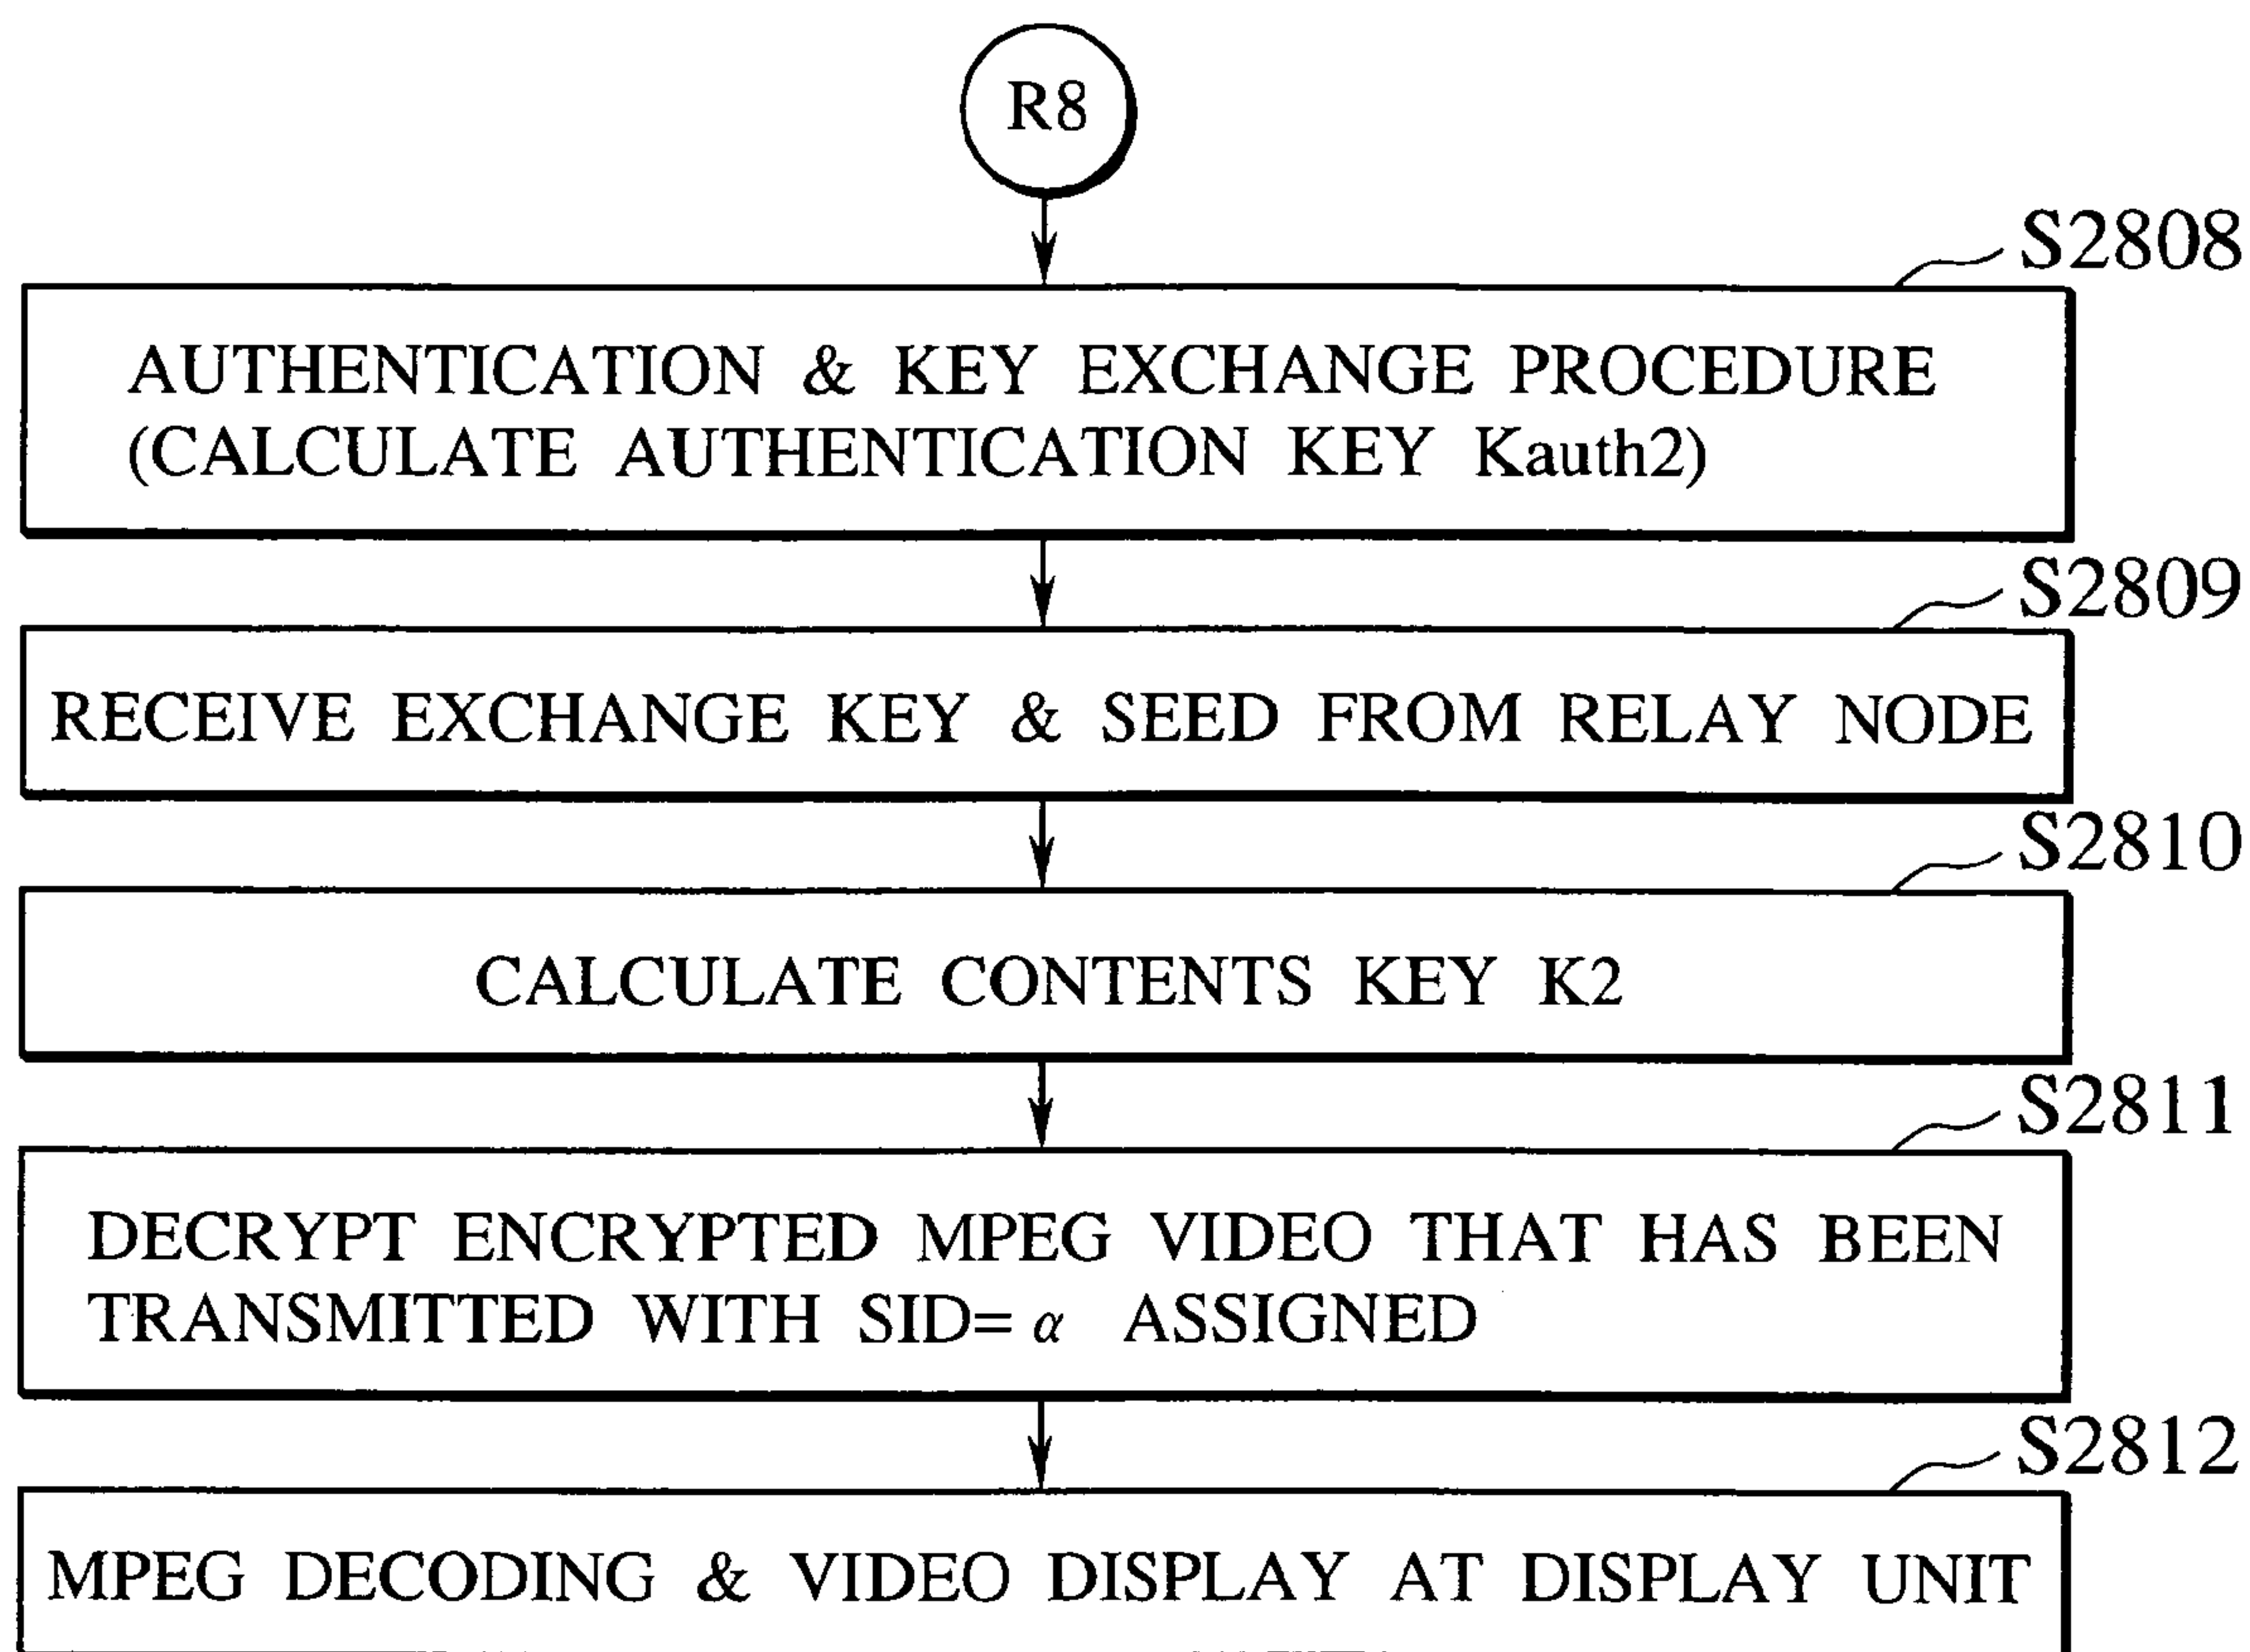 R8
S2808
AUTHENTICATION & KEY EXCHANGE PROCEDURE
(CALCULATE AUTHENTICATION KEY Kauth2)
S2809
RECEIVE EXCHANGE KEY & SEED FROM RELAY NODE
S2810
CALCULATE CONTENTS KEY K2
S2811
DECRYPT ENCRYPTED MPEG VIDEO THAT HAS BEEN
TRANSMITTED WITH SID= α ASSIGNED
S2812
MPEG DECODING & VIDEO DISPLAY AT DISPLAY UNIT